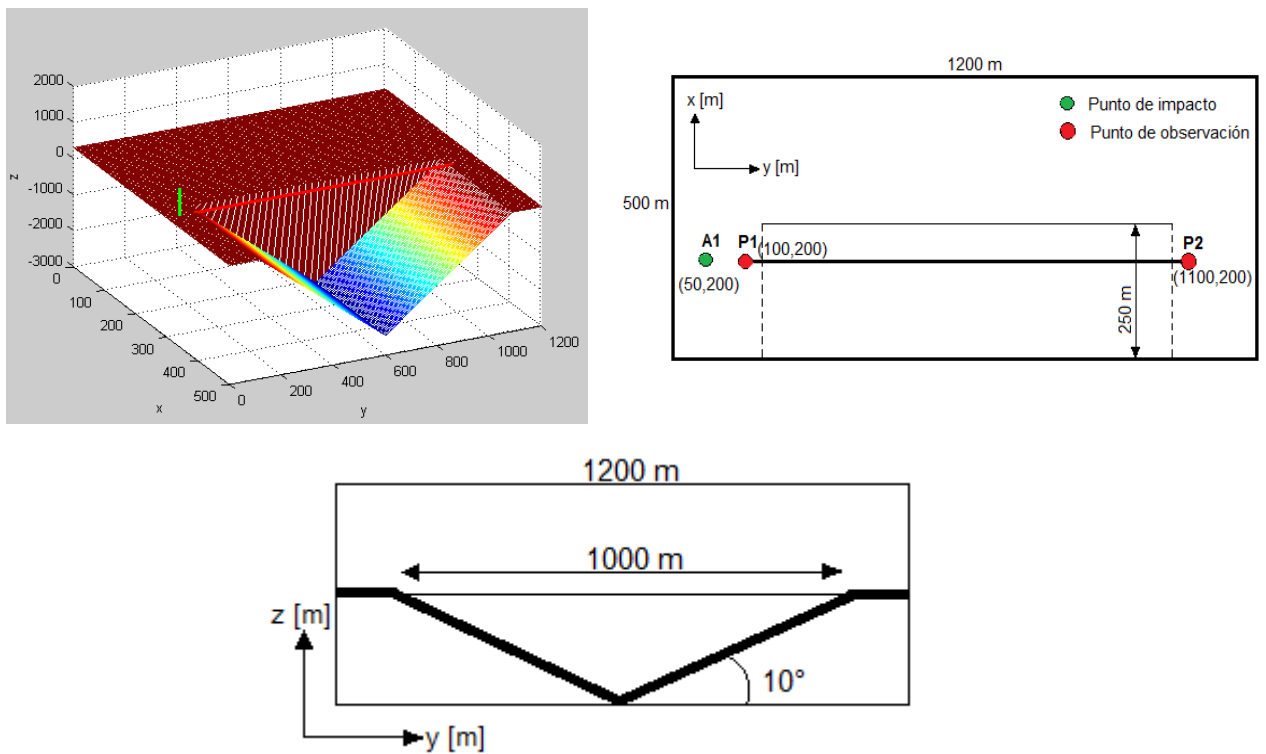 2000
1000
0
-1000
-2000
-3000
z
0
100
200
300
400
500
x
0
200
400
600
800
1000
1200
y
1200 m
x [m]
Punto de impacto
Punto de observación
y [m]
500 m
A1 P1 (100,200) P2
(50,200) (1100,200)
250 m
1200 m
1000 m
z [m]
10°
y [m]